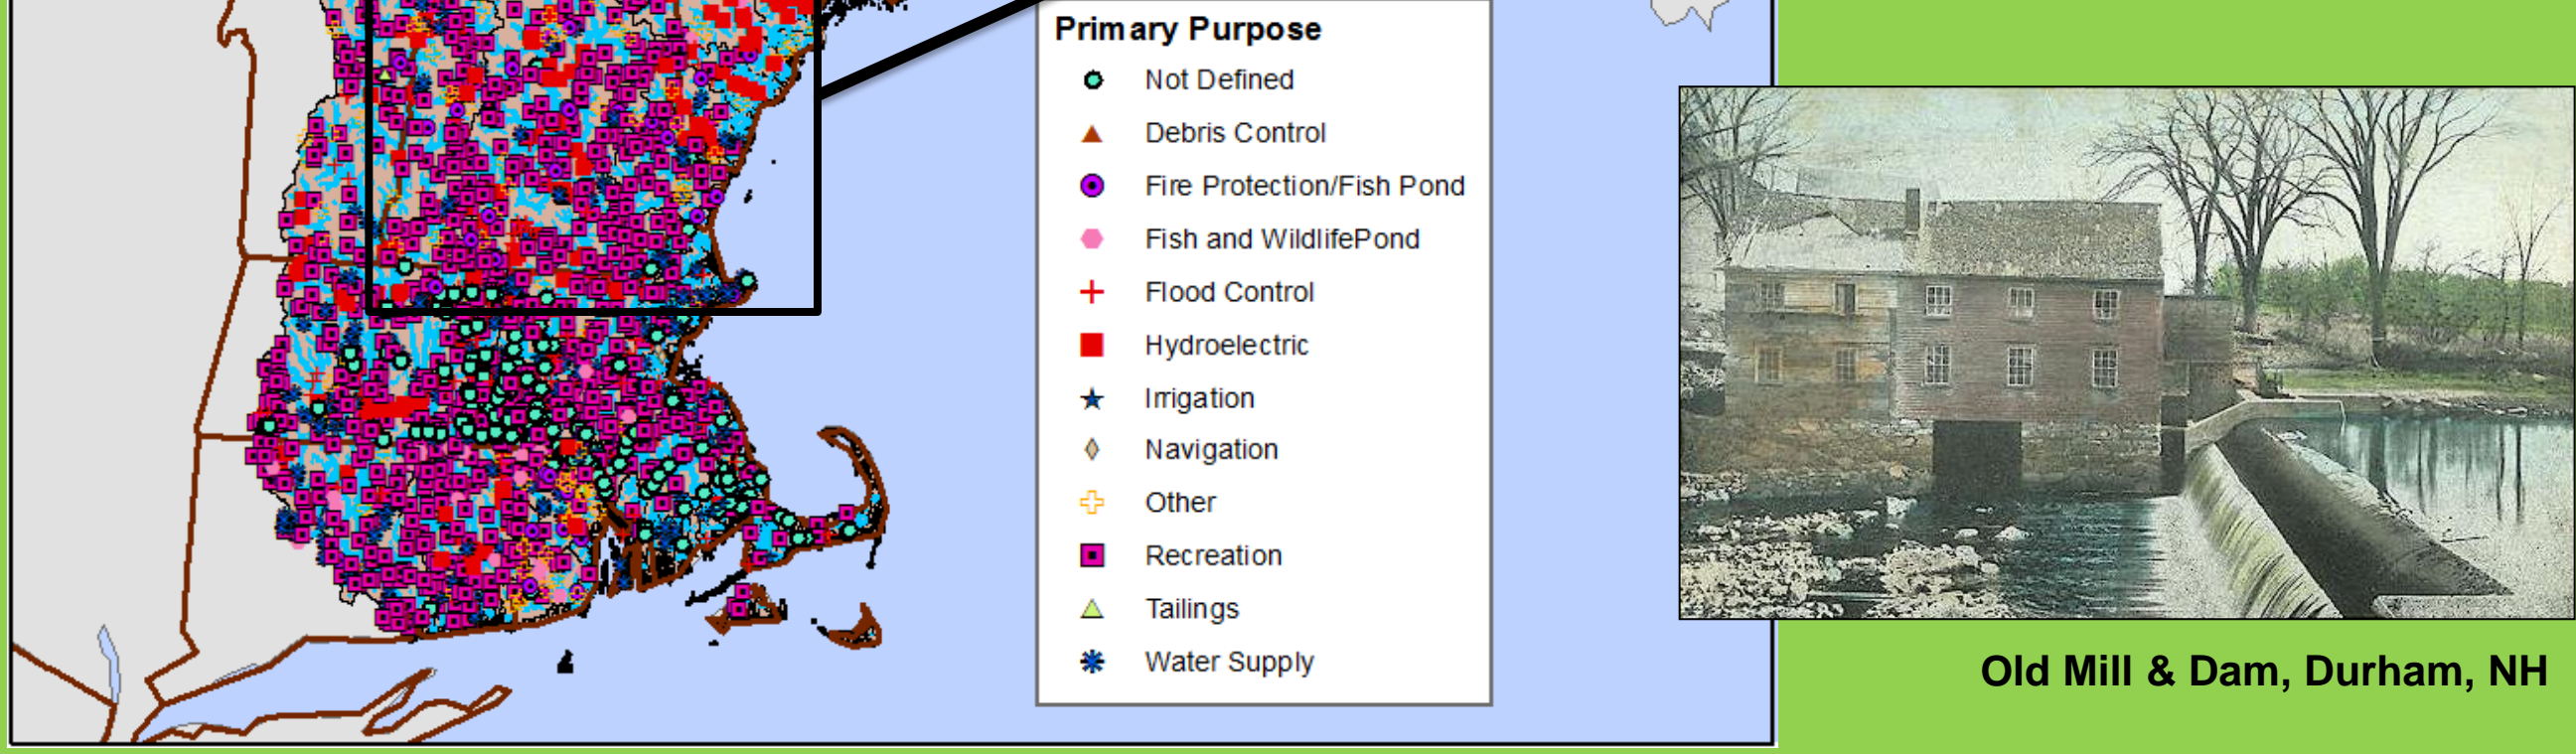 Primary Purpose
Not Defined
Debris Control
Fire Protection/Fish Pond
Fish and WildlifePond
Flood Control
Hydroelectric
Irrigation
Navigation
Other
Recreation
Tailings
Water Supply
Old Mill & Dam, Durham, NH